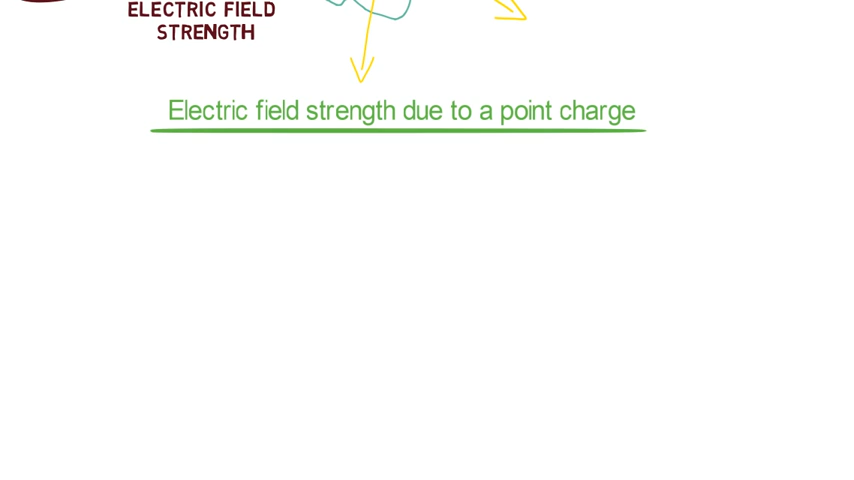 ELECTRIC FIELD
STRENGTH
Electric field strength due to a point charge